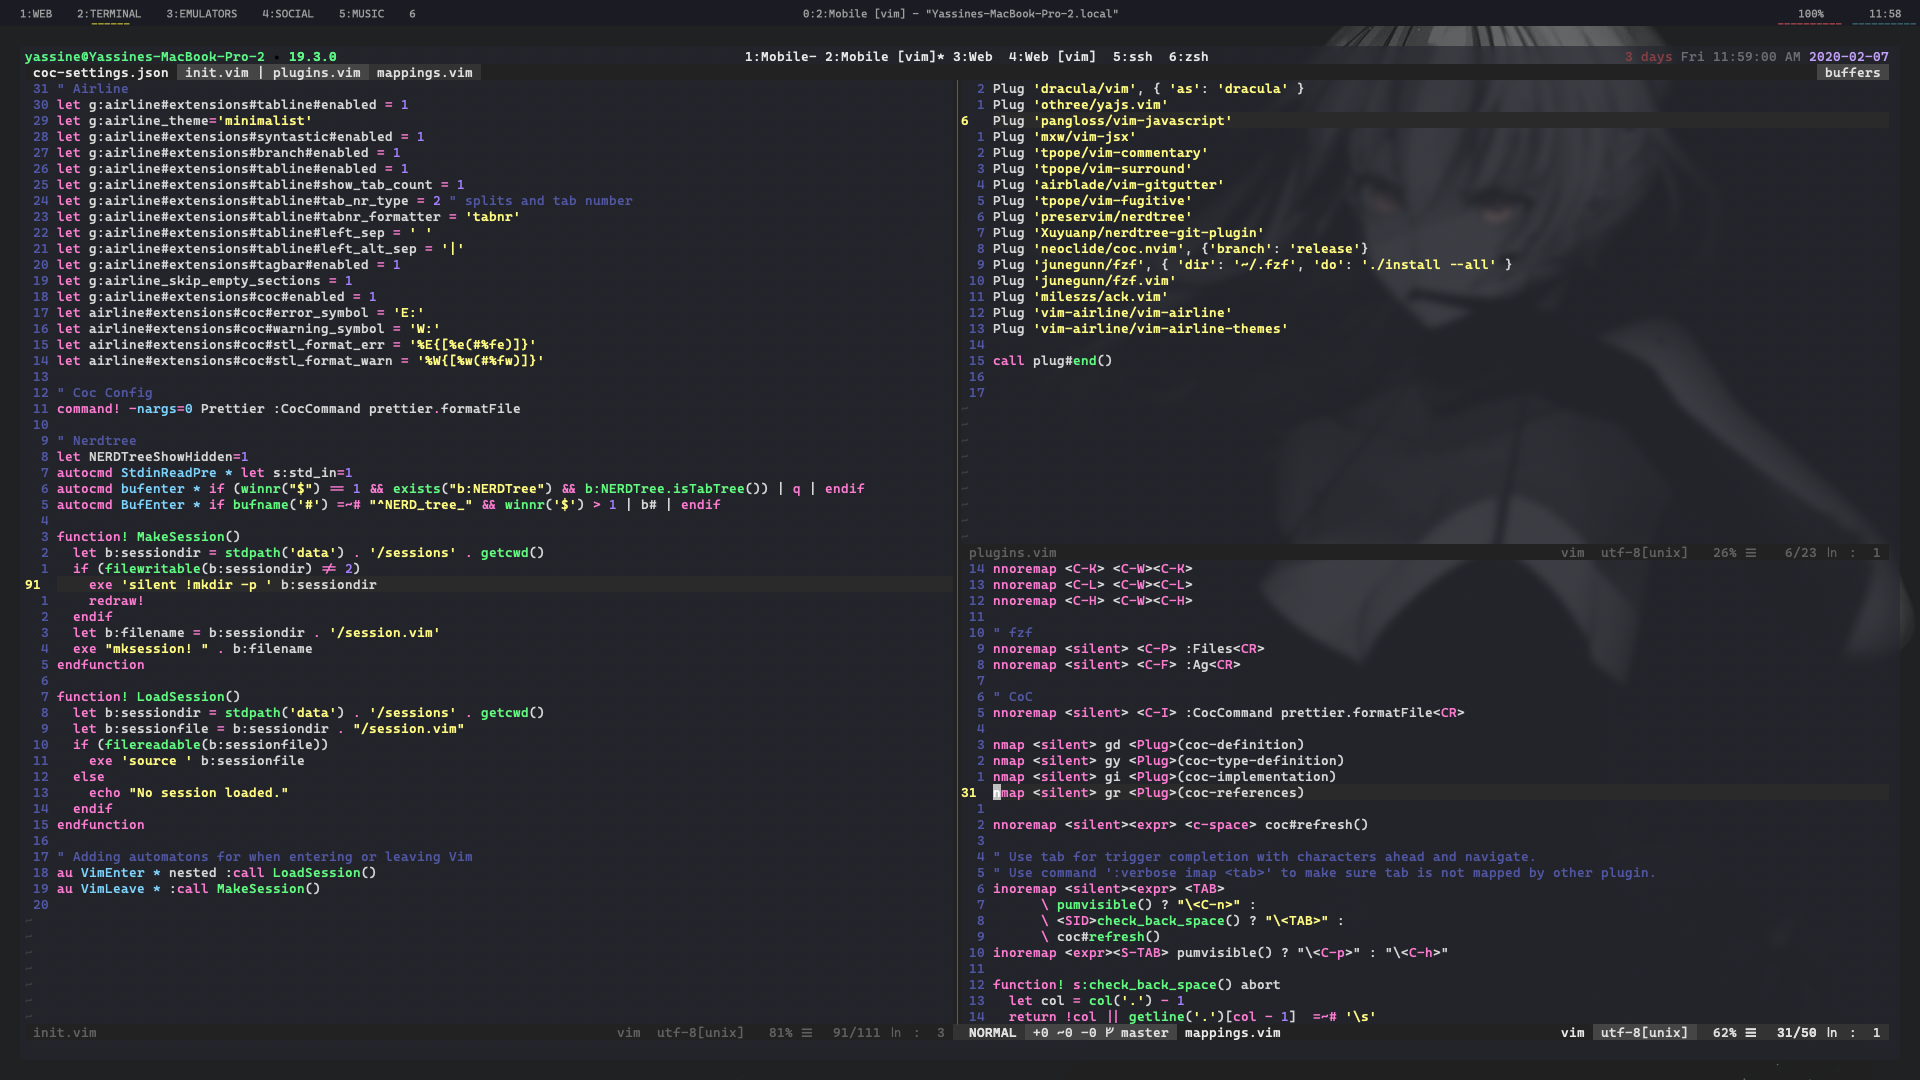 1:WEB 2:TERMINAL 3:EMULATORS 4:SOCIAL 5:MUSIC 6 0:2:Mobile [vim] - "Yassines-MacBook-Pro-2.local" 100% 11:58
yassine@Yassines-MacBook-Pro-2 • 19.3.0 1:Mobile- 2:Mobile [vim]* 3:Web 4:Web [vim] 5:ssh 6:zsh 3 days Fri 11:59:00 AM 2020-02-07
coc-settings.json init.vim | plugins.vim mappings.vim buffers
31 " Airline
30 let g:airline#extensions#tabline#enabled = 1
29 let g:airline_theme='minimalist'
28 let g:airline#extensions#syntastic#enabled = 1
27 let g:airline#extensions#branch#enabled = 1
26 let g:airline#extensions#tabline#enabled = 1
25 let g:airline#extensions#tabline#show_tab_count = 1
24 let g:airline#extensions#tabline#tab_nr_type = 2 " splits and tab number
23 let g:airline#extensions#tabline#tabnr_formatter = 'tabnr'
22 let g:airline#extensions#tabline#left_sep = ' '
21 let g:airline#extensions#tabline#left_alt_sep = '|'
20 let g:airline#extensions#tagbar#enabled = 1
19 let g:airline_skip_empty_sections = 1
18 let g:airline#extensions#coc#enabled = 1
17 let airline#extensions#coc#error_symbol = 'E:'
16 let airline#extensions#coc#warning_symbol = 'W:'
15 let airline#extensions#coc#stl_format_err = '%E{[%e(#%fe)]}'
14 let airline#extensions#coc#stl_format_warn = '%W{[%w(#%fw)]}'
13
12 " Coc Config
11 command! -nargs=0 Prettier :CocCommand prettier.formatFile
10
9 " Nerdtree
8 let NERDTreeShowHidden=1
7 autocmd StdinReadPre * let s:std_in=1
6 autocmd bufenter * if (winnr("$") == 1 && exists("b:NERDTree") && b:NERDTree.isTabTree()) | q | endif
5 autocmd BufEnter * if bufname('#') =~# "^NERD_tree_" && winnr('$') > 1 | b# | endif
4
3 function! MakeSession()
2 let b:sessiondir = stdpath('data') . '/sessions' . getcwd()
1 if (filewritable(b:sessiondir) != 2)
91 exe 'silent !mkdir -p ' b:sessiondir
1 redraw!
2 endif
3 let b:filename = b:sessiondir . '/session.vim'
4 exe "mksession! " . b:filename
5 endfunction
6
7 function! LoadSession()
8 let b:sessiondir = stdpath('data') . '/sessions' . getcwd()
9 let b:sessionfile = b:sessiondir . "/session.vim"
10 if (filereadable(b:sessionfile))
11 exe 'source ' b:sessionfile
12 else
13 echo "No session loaded."
14 endif
15 endfunction
16
17 " Adding automatons for when entering or leaving Vim
18 au VimEnter * nested :call LoadSession()
19 au VimLeave * :call MakeSession()
20
~
~
~
~
~
~
~
init.vim vim utf-8[unix] 81% ☰ 91/111 ln : 3
2 Plug 'dracula/vim', { 'as': 'dracula' }
1 Plug 'othree/yajs.vim'
6 Plug 'pangloss/vim-javascript'
1 Plug 'mxw/vim-jsx'
2 Plug 'tpope/vim-commentary'
3 Plug 'tpope/vim-surround'
4 Plug 'airblade/vim-gitgutter'
5 Plug 'tpope/vim-fugitive'
6 Plug 'preservim/nerdtree'
7 Plug 'Xuyuanp/nerdtree-git-plugin'
8 Plug 'neoclide/coc.nvim', {'branch': 'release'}
9 Plug 'junegunn/fzf', { 'dir': '~/.fzf', 'do': './install --all' }
10 Plug 'junegunn/fzf.vim'
11 Plug 'mileszs/ack.vim'
12 Plug 'vim-airline/vim-airline'
13 Plug 'vim-airline/vim-airline-themes'
14
15 call plug#end()
16
17
~
~
~
~
~
~
~
~
~
plugins.vim vim utf-8[unix] 26% ☰ 6/23 ln : 1
14 nnoremap <C-K> <C-W><C-K>
13 nnoremap <C-L> <C-W><C-L>
12 nnoremap <C-H> <C-W><C-H>
11
10 " fzf
9 nnoremap <silent> <C-P> :Files<CR>
8 nnoremap <silent> <C-F> :Ag<CR>
7
6 " CoC
5 nnoremap <silent> <C-I> :CocCommand prettier.formatFile<CR>
4
3 nmap <silent> gd <Plug>(coc-definition)
2 nmap <silent> gy <Plug>(coc-type-definition)
1 nmap <silent> gi <Plug>(coc-implementation)
31 nmap <silent> gr <Plug>(coc-references)
1
2 nnoremap <silent><expr> <c-space> coc#refresh()
3
4 " Use tab for trigger completion with characters ahead and navigate.
5 " Use command ':verbose imap <tab>' to make sure tab is not mapped by other plugin.
6 inoremap <silent><expr> <TAB>
7 \ pumvisible() ? "\<C-n>" :
8 \ <SID>check_back_space() ? "\<TAB>" :
9 \ coc#refresh()
10 inoremap <expr><S-TAB> pumvisible() ? "\<C-p>" : "\<C-h>"
11
12 function! s:check_back_space() abort
13 let col = col('.') - 1
14 return !col || getline('.')[col - 1] =~# '\s'
NORMAL +0 ~0 -0 ᚠ master mappings.vim vim utf-8[unix] 62% ☰ 31/50 ln : 1